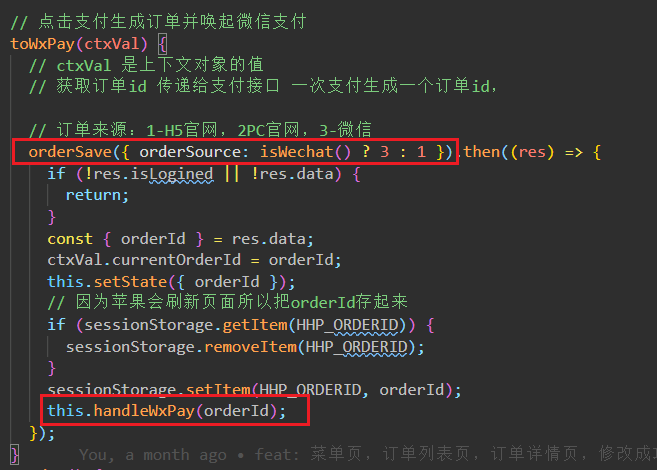 // 点击支付生成订单并唤起微信支付
toWxPay(ctxVal) {
// ctxVal 是上下文对象的值
// 获取订单id 传递给支付接口 一次支付生成一个订单id，
// 订单来源：1-H5官网，2PC官网，3-微信
orderSave({ orderSource: isWechat() ? 3 : 1 }).then((res) => {
if (!res.isLogined || !res.data) {
return;
}
const { orderId } = res.data;
ctxVal.currentOrderId = orderId;
this.setState({ orderId });
// 因为苹果会刷新页面所以把orderId存起来
if (sessionStorage.getItem(HHP_ORDERID)) {
sessionStorage.removeItem(HHP_ORDERID);
}
sessionStorage.setItem(HHP_ORDERID, orderId);
this.handleWxPay(orderId);
});
} You, a month ago • feat: 菜单页，订单列表页，订单详情页，修改成